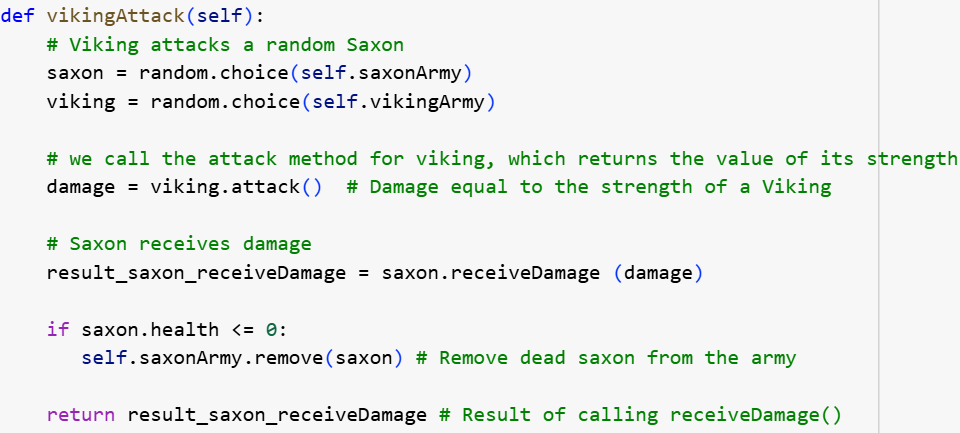 def vikingAttack(self):
    # Viking attacks a random Saxon
    saxon = random.choice(self.saxonArmy)
    viking = random.choice(self.vikingArmy)

    # we call the attack method for viking, which returns the value of its strength
    damage = viking.attack()  # Damage equal to the strength of a Viking

    # Saxon receives damage
    result_saxon_receiveDamage = saxon.receiveDamage (damage)

    if saxon.health <= 0:
       self.saxonArmy.remove(saxon) # Remove dead saxon from the army

    return result_saxon_receiveDamage # Result of calling receiveDamage()